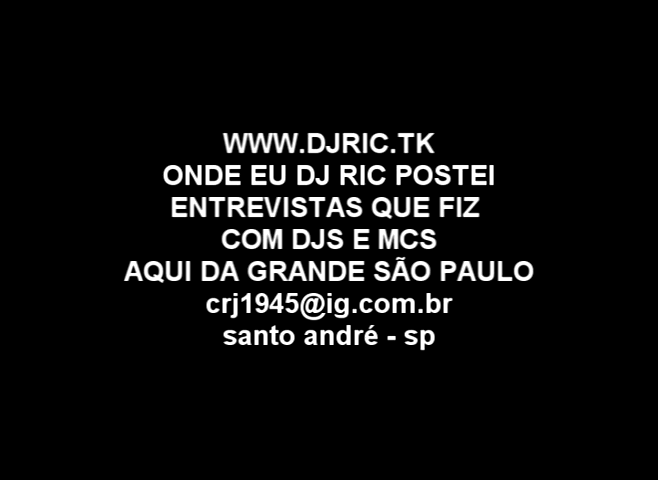 WWW.DJRIC.TK
ONDE EU DJ RIC POSTEI
ENTREVISTAS QUE FIZ
COM DJS E MCS
AQUI DA GRANDE SÃO PAULO
crj1945@ig.com.br
santo andré - sp